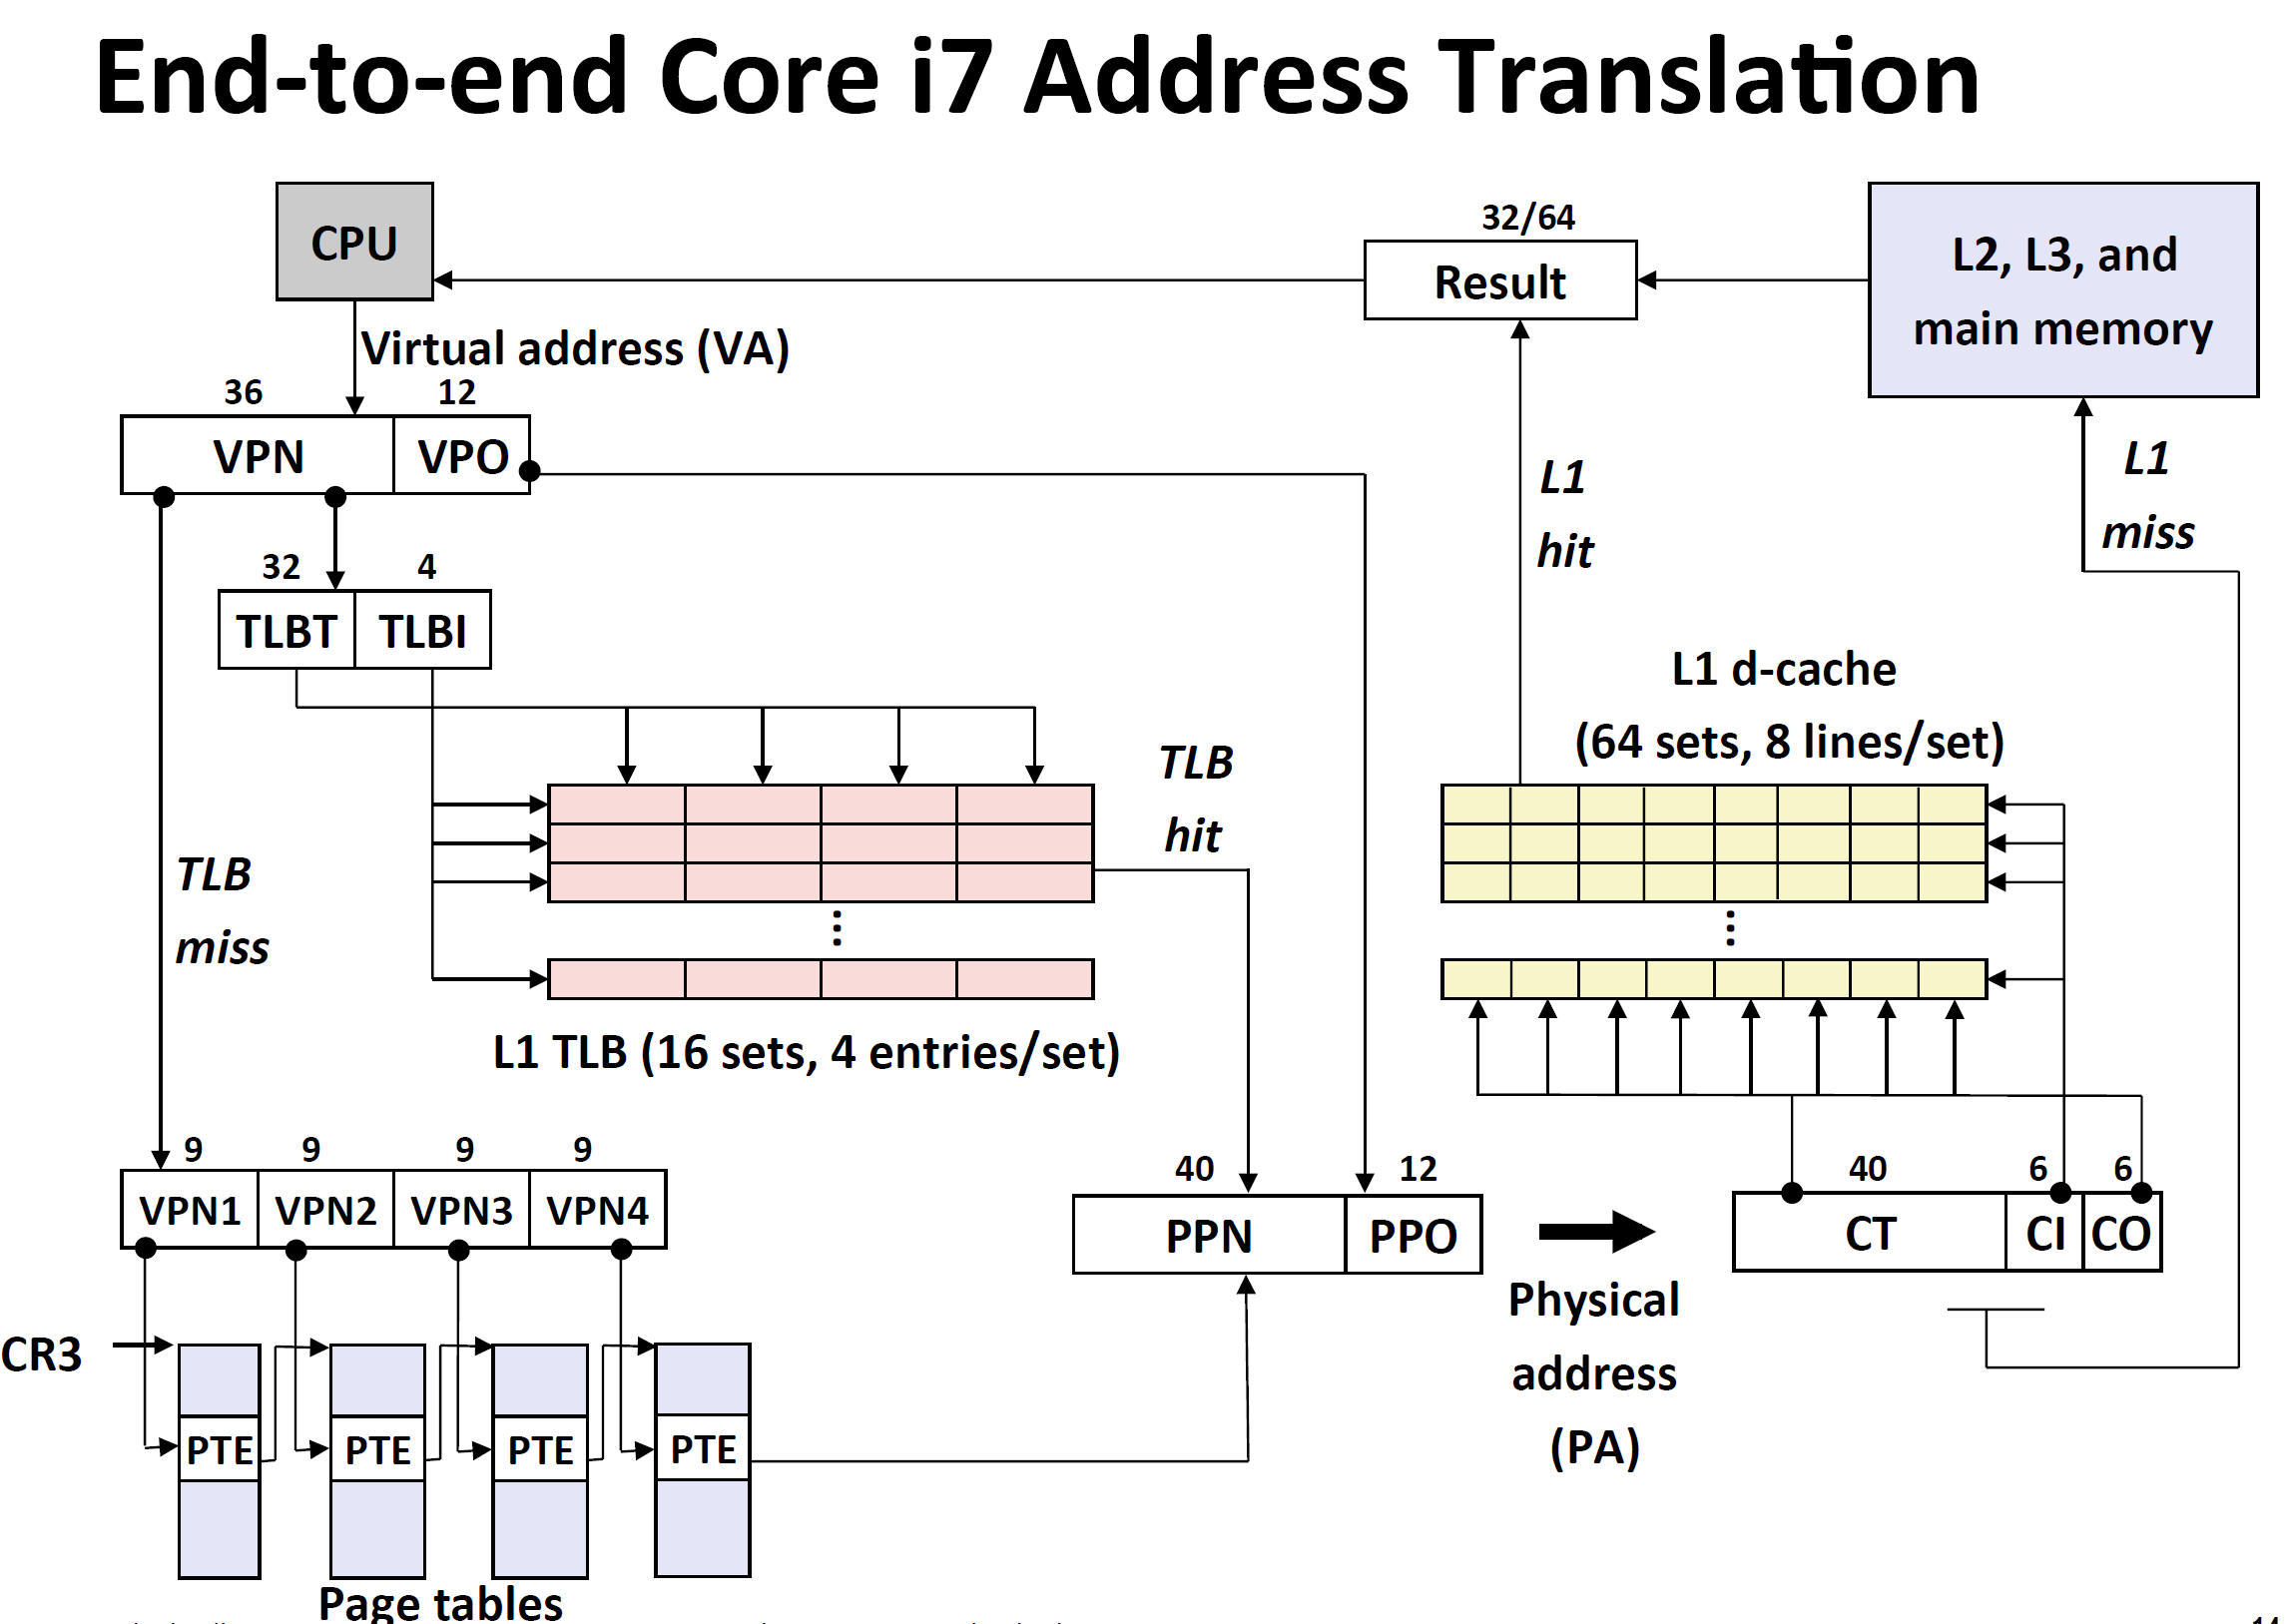 End-to-end Core i7 Address Translation
CPU
32/64
Result
L2, L3, and
main memory
Virtual address (VA)
36
12
VPN
VPO
L1
hit
L1
miss
32
4
TLBT
TLBI
L1 d-cache
(64 sets, 8 lines/set)
TLB
hit
TLB
miss
...
...
L1 TLB (16 sets, 4 entries/set)
9
9
9
9
VPN1
VPN2
VPN3
VPN4
40
12
PPN
PPO
40
6
6
CT
CI
CO
Physical
address
(PA)
CR3
PTE
PTE
PTE
PTE
Page tables